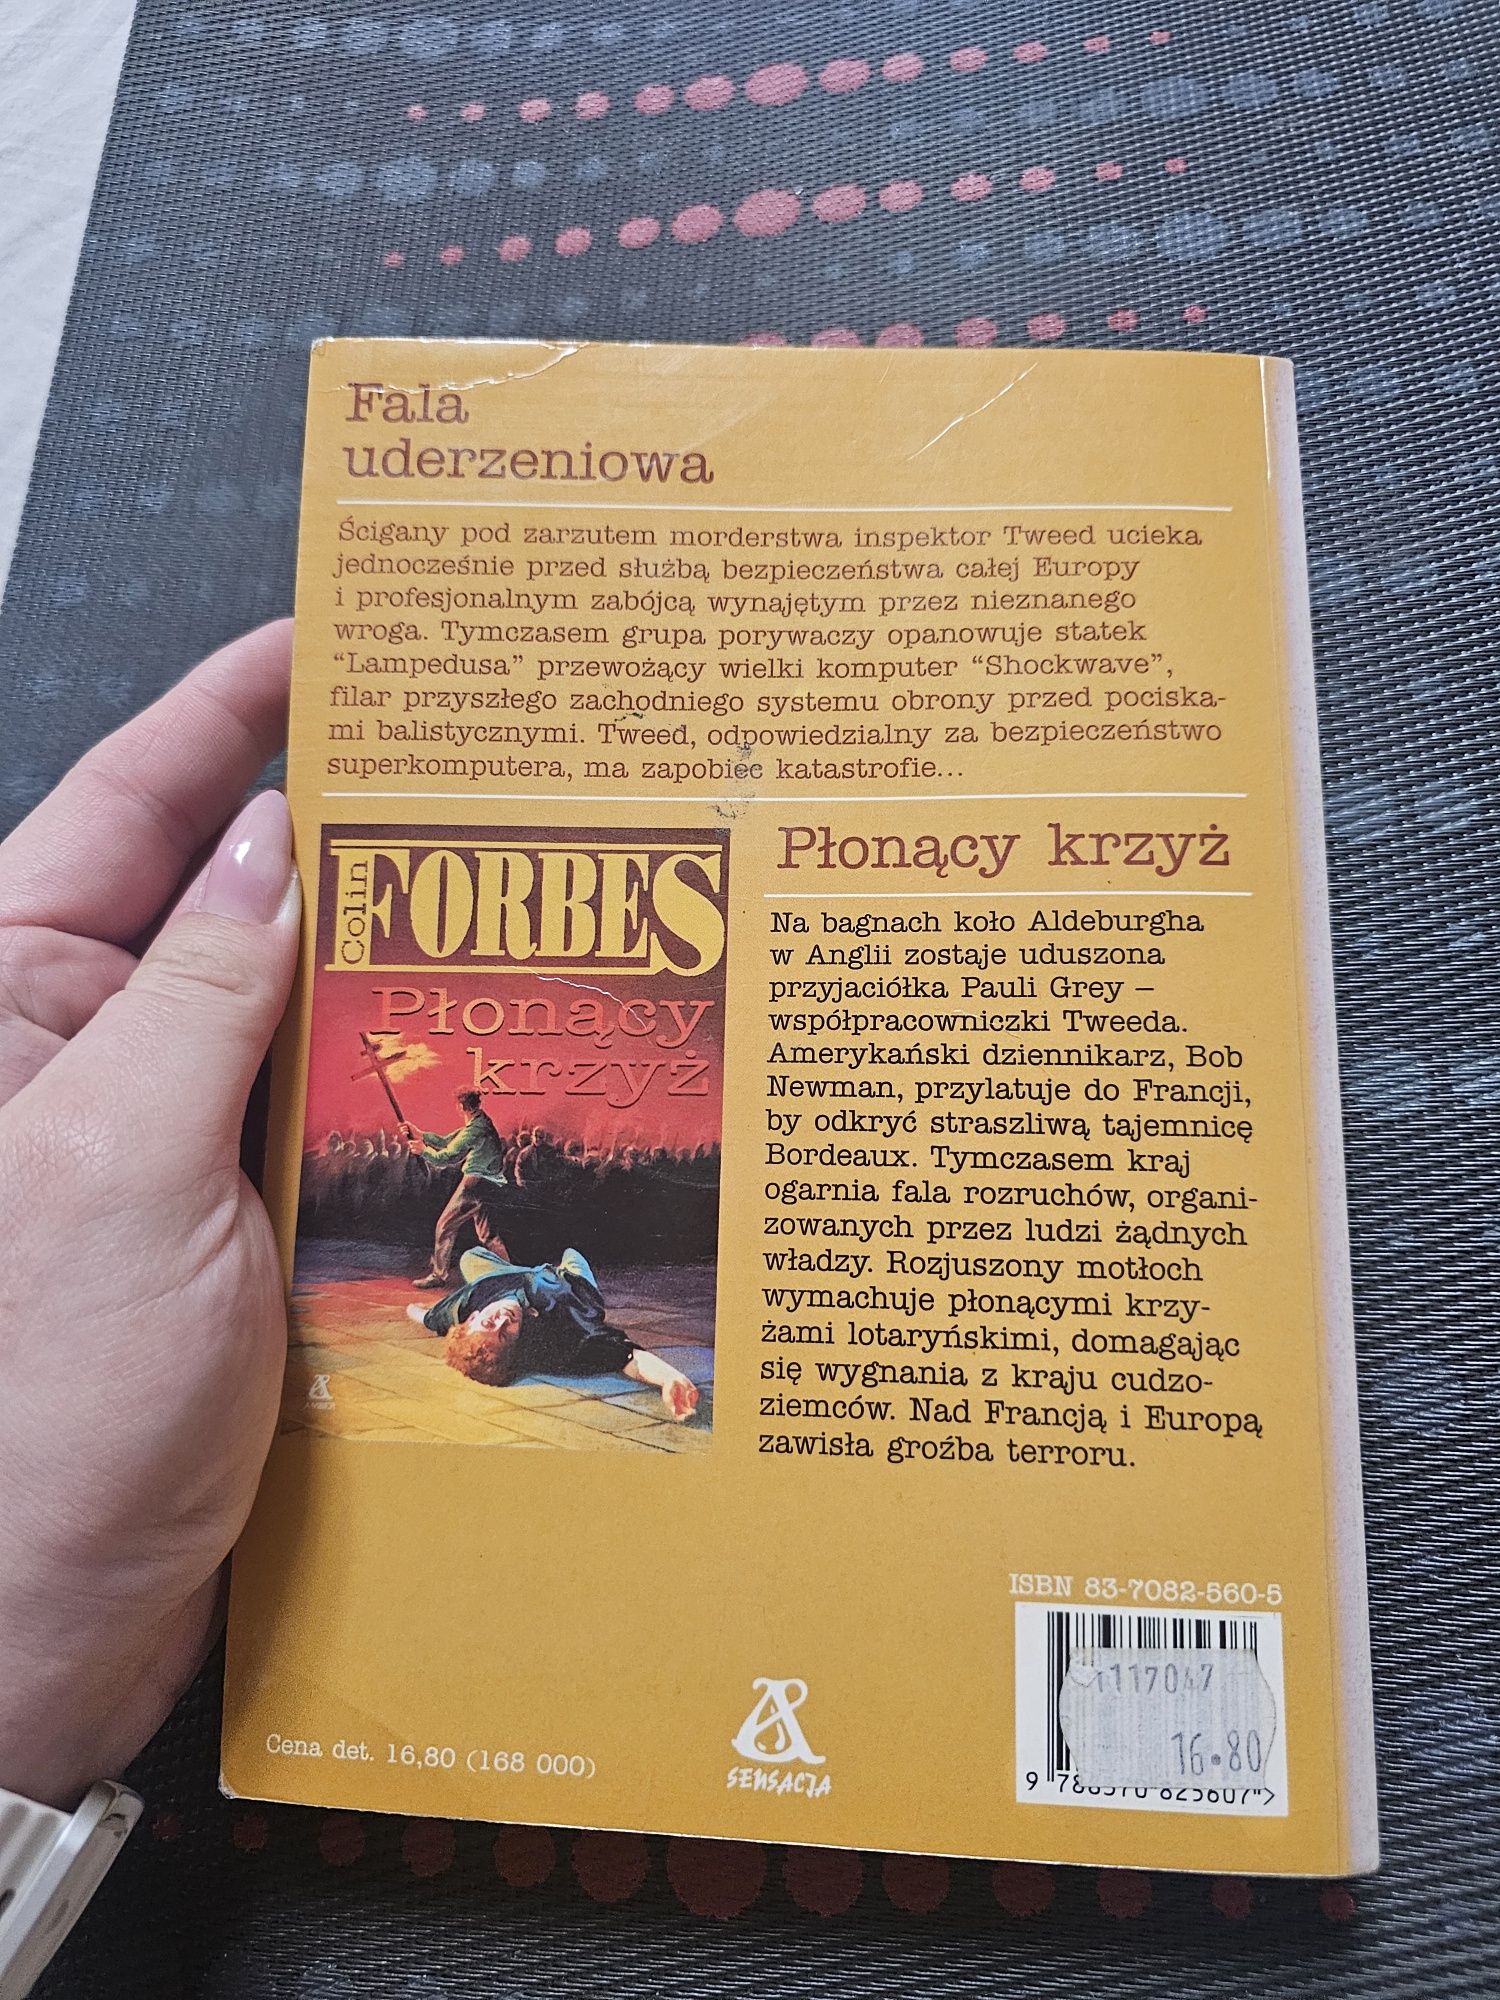 Fala
uderzeniowa
Ścigany pod zarzutem morderstwa inspektor Tweed ucieka
jednocześnie przed służbą bezpieczeństwa całej Europy
i profesjonalnym zabójcą wynajętym przez nieznanego
wroga. Tymczasem grupa porywaczy opanowuje statek
“Lampedusa” przewożący wielki komputer “Shockwave”,
filar przyszłego zachodniego systemu obrony przed pociska-
mi balistycznymi. Tweed, odpowiedzialny za bezpieczeństwo
superkomputera, ma zapobiec katastrofie...
Colin
FORBES
Płonący
krzyż
AMBER
Płonący krzyż
Na bagnach koło Aldeburgha
w Anglii zostaje uduszona
przyjaciółka Pauli Grey –
współpracowniczki Tweeda.
Amerykański dziennikarz, Bob
Newman, przylatuje do Francji,
by odkryć straszliwą tajemnicę
Bordeaux. Tymczasem kraj
ogarnia fala rozruchów, organi-
zowanych przez ludzi żądnych
władzy. Rozjuszony motłoch
wymachuje płonącymi krzy-
żami lotaryńskimi, domagając
się wygnania z kraju cudzo-
ziemców. Nad Francją i Europą
zawisła groźba terroru.
ISBN 83-7082-560-5
1117047
16.80
9 788370 825607">
Cena det. 16,80 (168 000)
SENSACJA